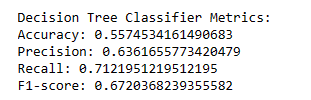 Decision Tree Classifier Metrics:
Accuracy: 0.5574534161490683
Precision: 0.6361655773420479
Recall: 0.7121951219512195
F1-score: 0.6720368239355582